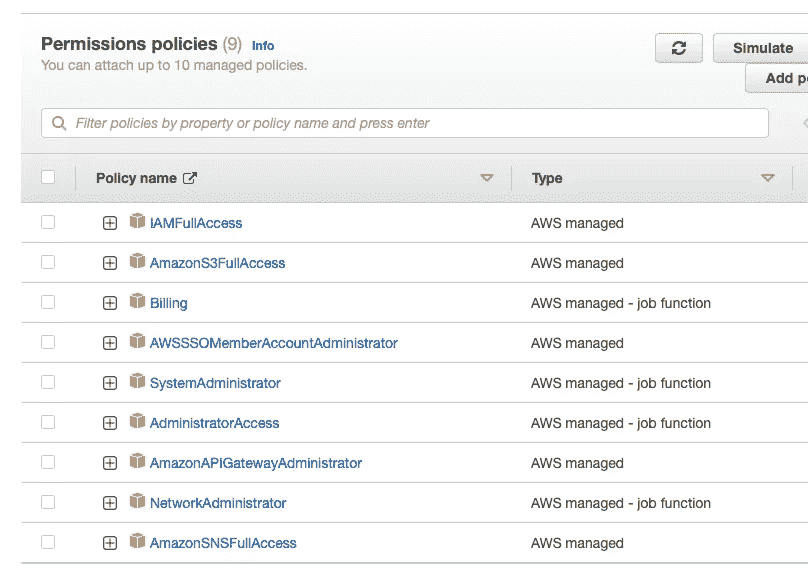 Permissions policies (9) Info
You can attach up to 10 managed policies.
Simulate
Add
Filter policies by property or policy name and press enter
Policy name Type
IAMFullAccess AWS managed
AmazonS3FullAccess AWS managed
Billing AWS managed - job function
AWSSSOMemberAccountAdministrator AWS managed
SystemAdministrator AWS managed - job function
AdministratorAccess AWS managed - job function
AmazonAPIGatewayAdministrator AWS managed
NetworkAdministrator AWS managed - job function
AmazonSNSFullAccess AWS managed